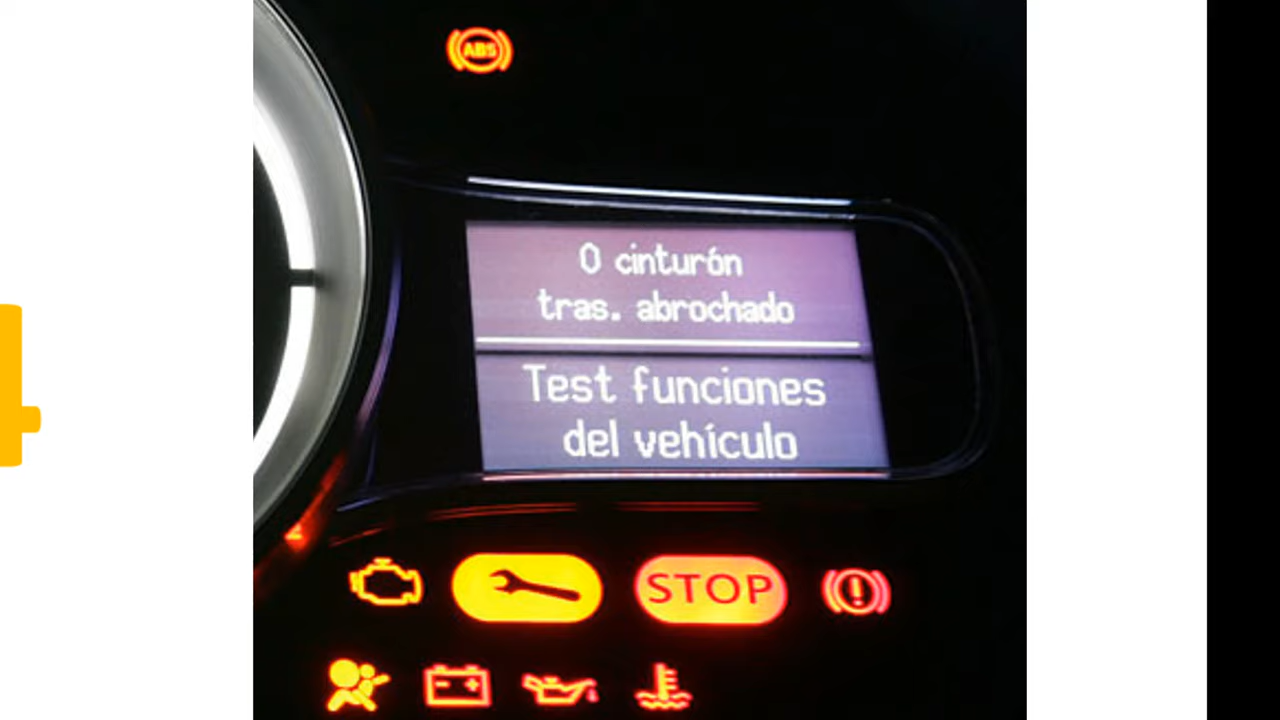 ABS
0 cinturón
tras. abrochado
Test funciones
del vehículo
STOP